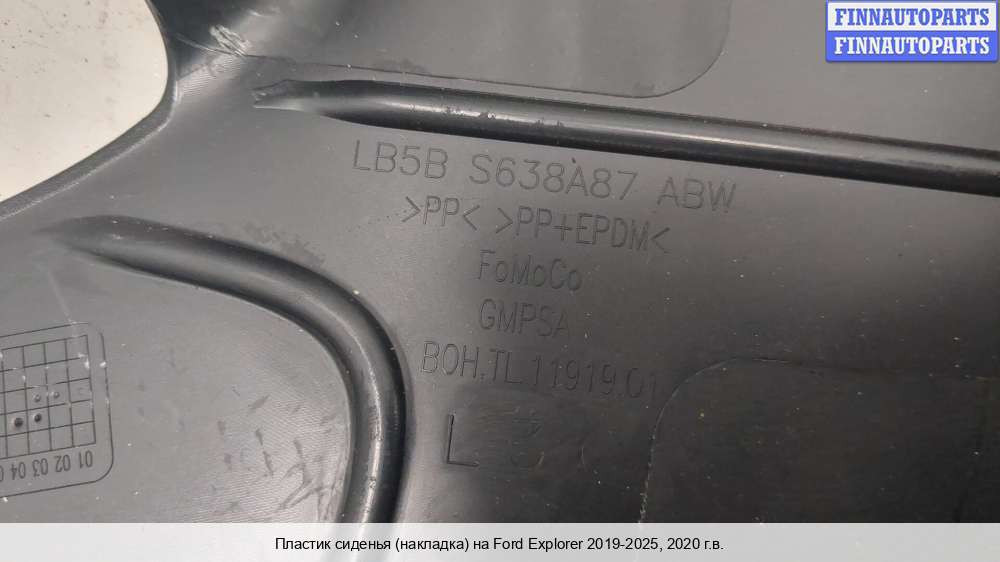 FINNAUTOPARTS
FINNAUTOPARTS
LB5B S638A87 ABW
>PP< >PP+EPDM<
FoMoCo
GMPSA
BOH.TL.11919.01
L
01 02 03 04
Пластик сиденья (накладка) на Ford Explorer 2019-2025, 2020 г.в.